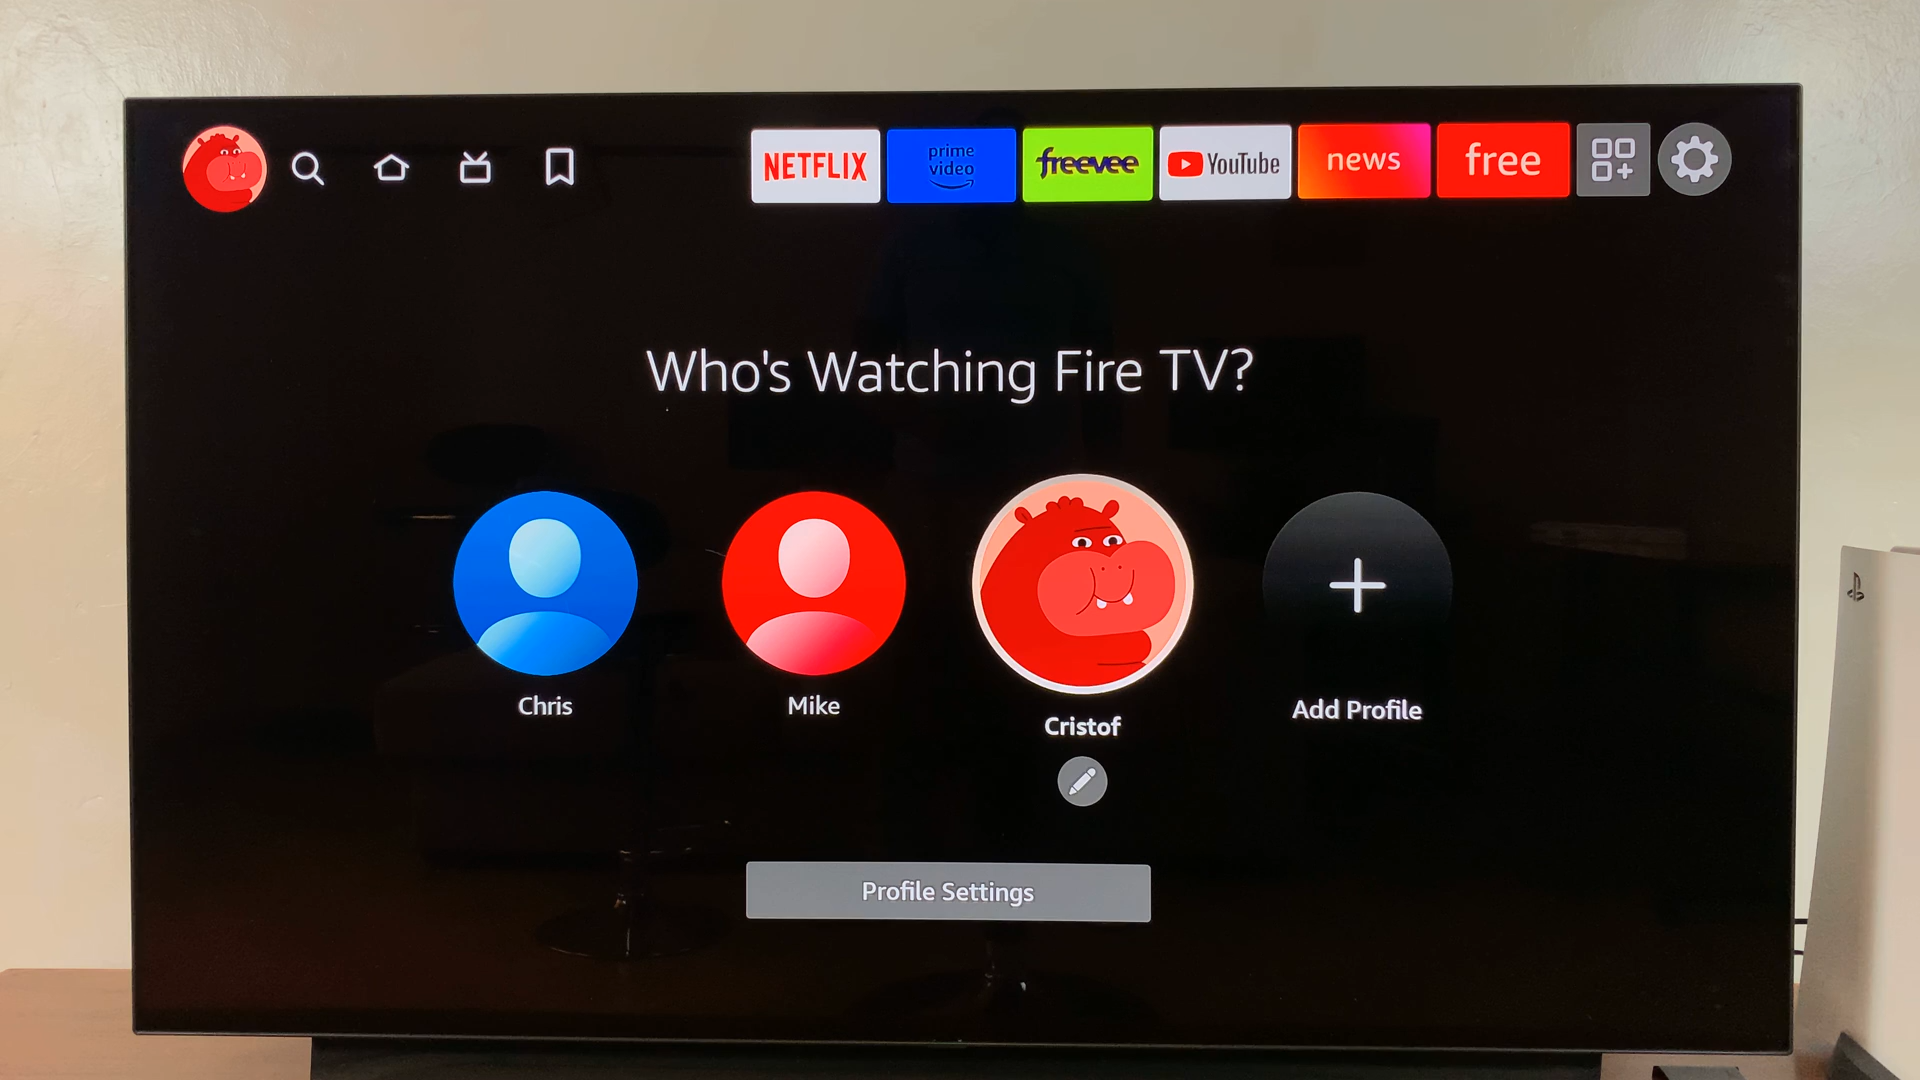 NETFLIX
prime
video
freevee
YouTube
news
free
Who's Watching Fire TV?
Chris
Mike
Cristof
Add Profile
Profile Settings